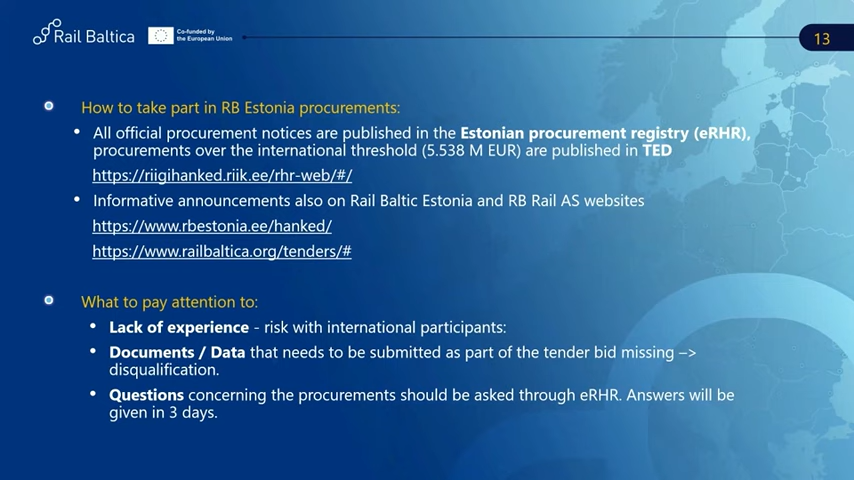 Rail Baltica
Co-funded by
the European Union
13
How to take part in RB Estonia procurements:
• All official procurement notices are published in the Estonian procurement registry (eRHR),
procurements over the international threshold (5.538 M EUR) are published in TED
https://riigihanked.riik.ee/rhr-web/#/
• Informative announcements also on Rail Baltic Estonia and RB Rail AS websites
https://www.rbestonia.ee/hanked/
https://www.railbaltica.org/tenders/#
What to pay attention to:
• Lack of experience - risk with international participants:
• Documents / Data that needs to be submitted as part of the tender bid missing –>
disqualification.
• Questions concerning the procurements should be asked through eRHR. Answers will be
given in 3 days.